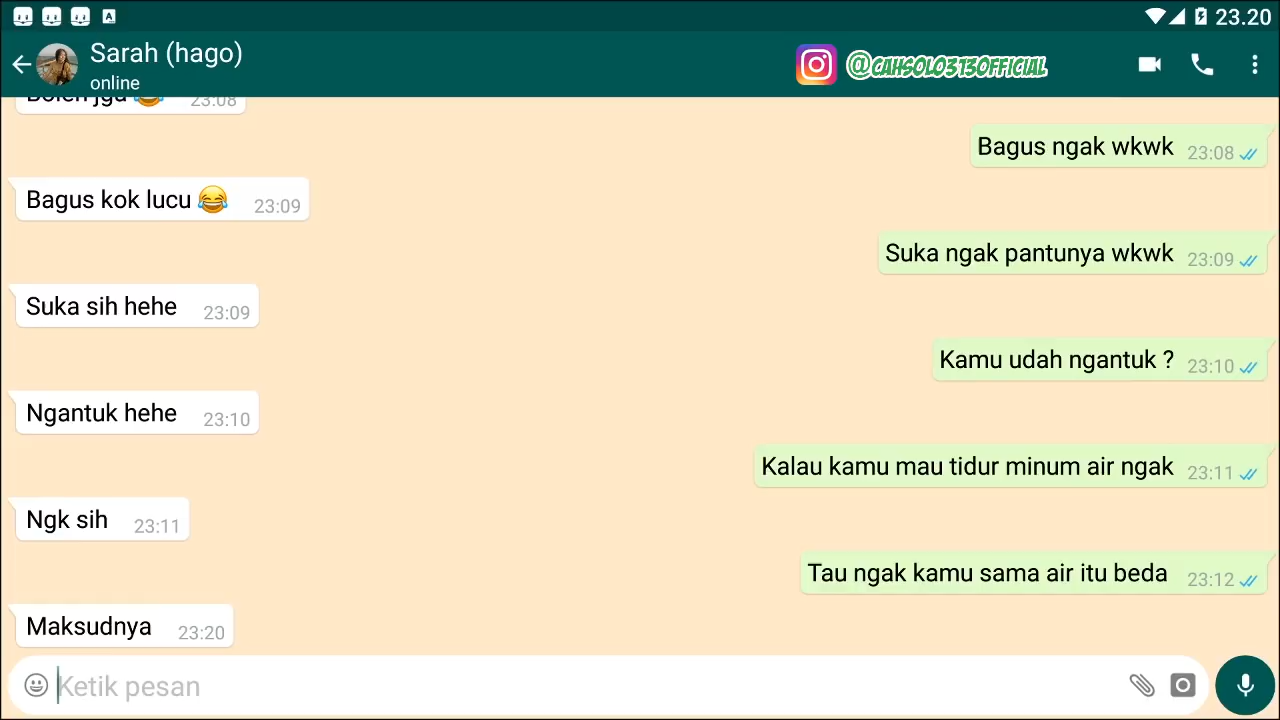 23.20
Sarah (hago)
online
@CAHSOLO313OFFICIAL
Boleh jga 😂 23:08
Bagus ngak wkwk 23:08
Bagus kok lucu 😂 23:09
Suka ngak pantunya wkwk 23:09
Suka sih hehe 23:09
Kamu udah ngantuk ? 23:10
Ngantuk hehe 23:10
Kalau kamu mau tidur minum air ngak 23:11
Ngk sih 23:11
Tau ngak kamu sama air itu beda 23:12
Maksudnya 23:20
Ketik pesan